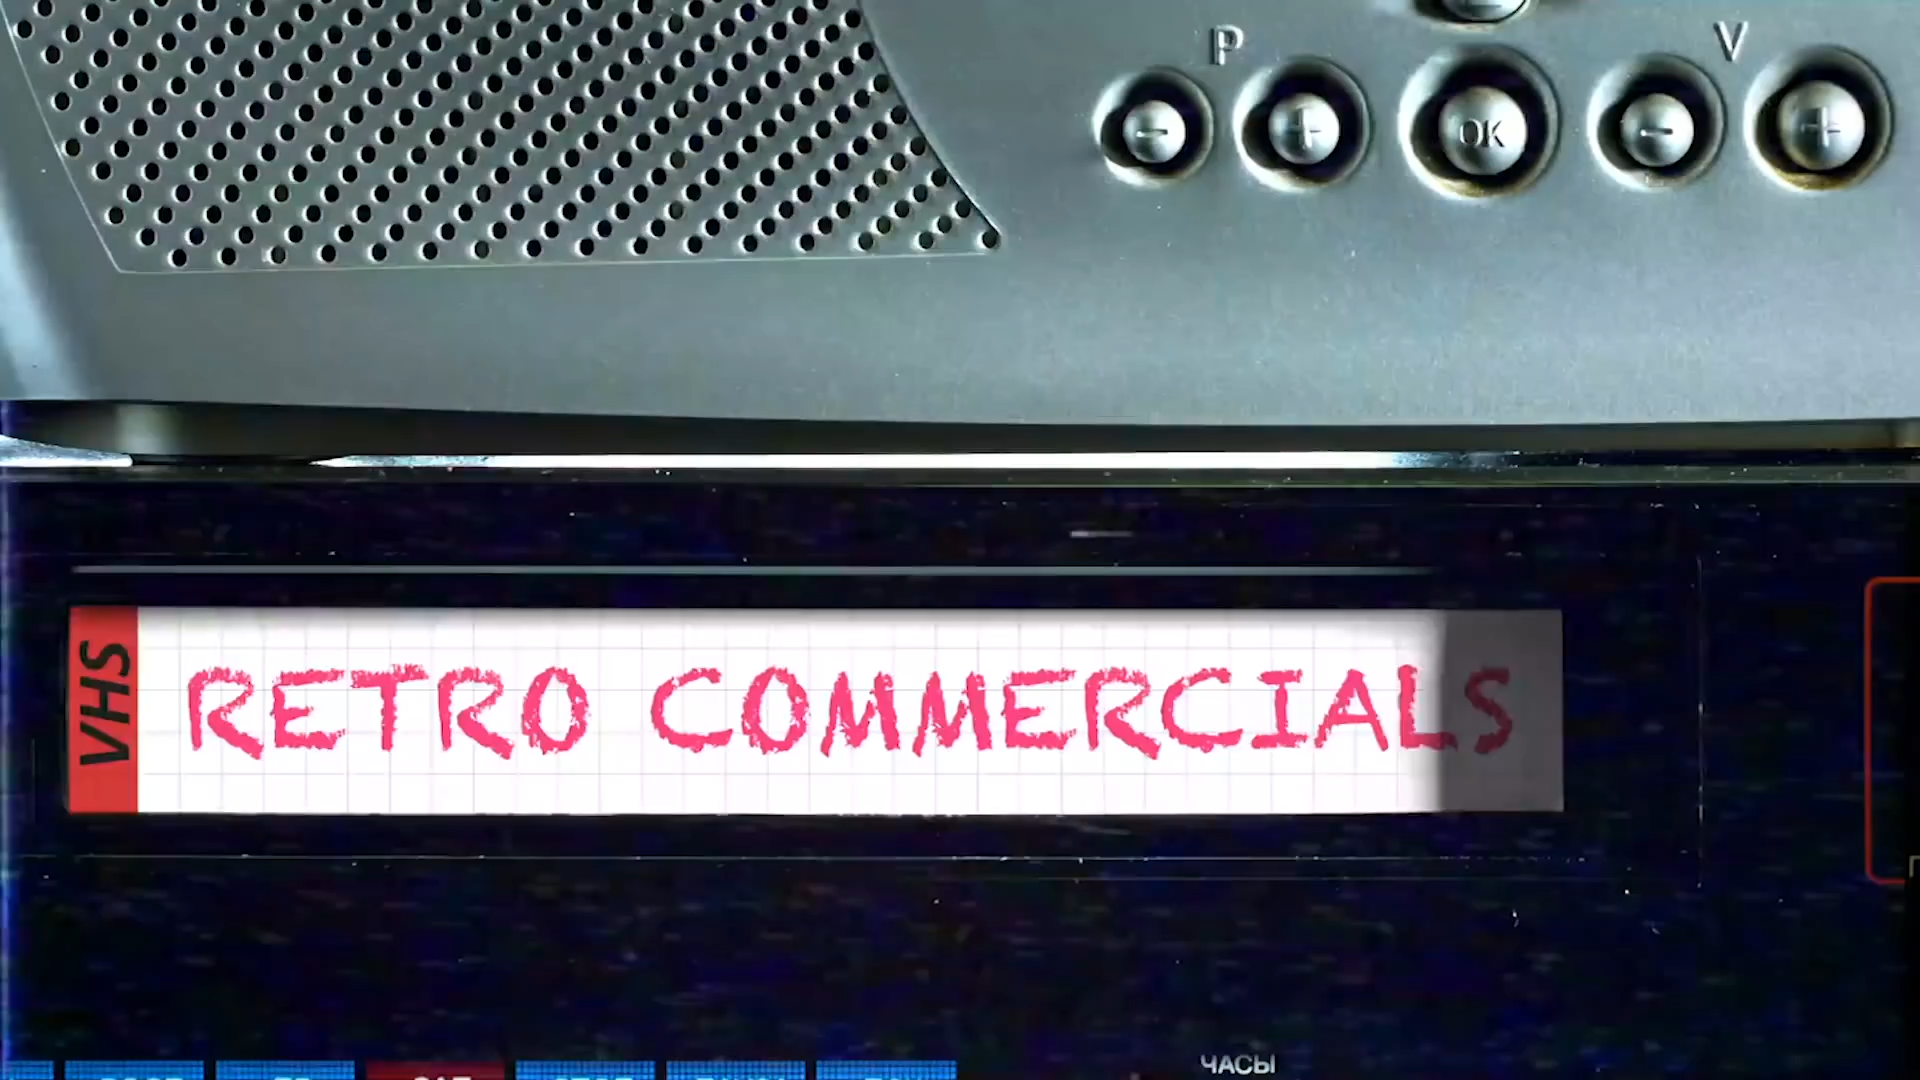 P V
- + OK - +
VHS
RETRO COMMERCIALS
ЧАСЫ